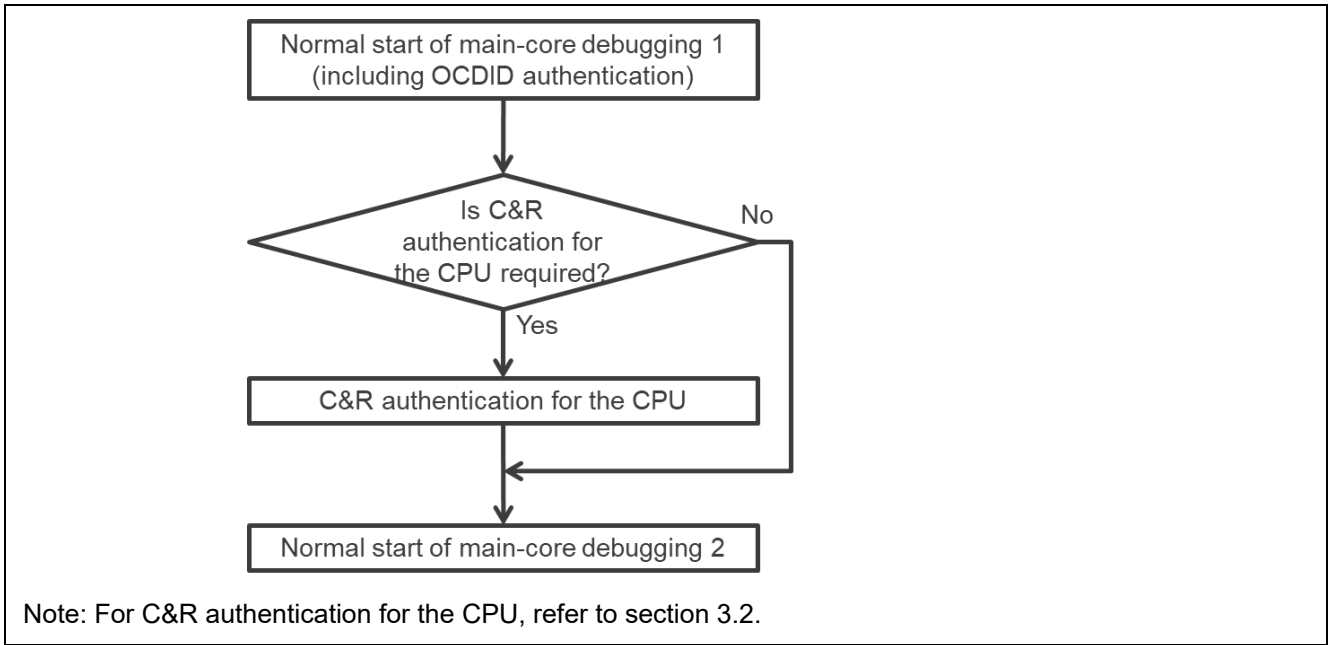 Normal start of main-core debugging 1
(including OCDID authentication)
Is C&R
authentication for
the CPU required?
No
Yes
C&R authentication for the CPU
Normal start of main-core debugging 2
Note: For C&R authentication for the CPU, refer to section 3.2.